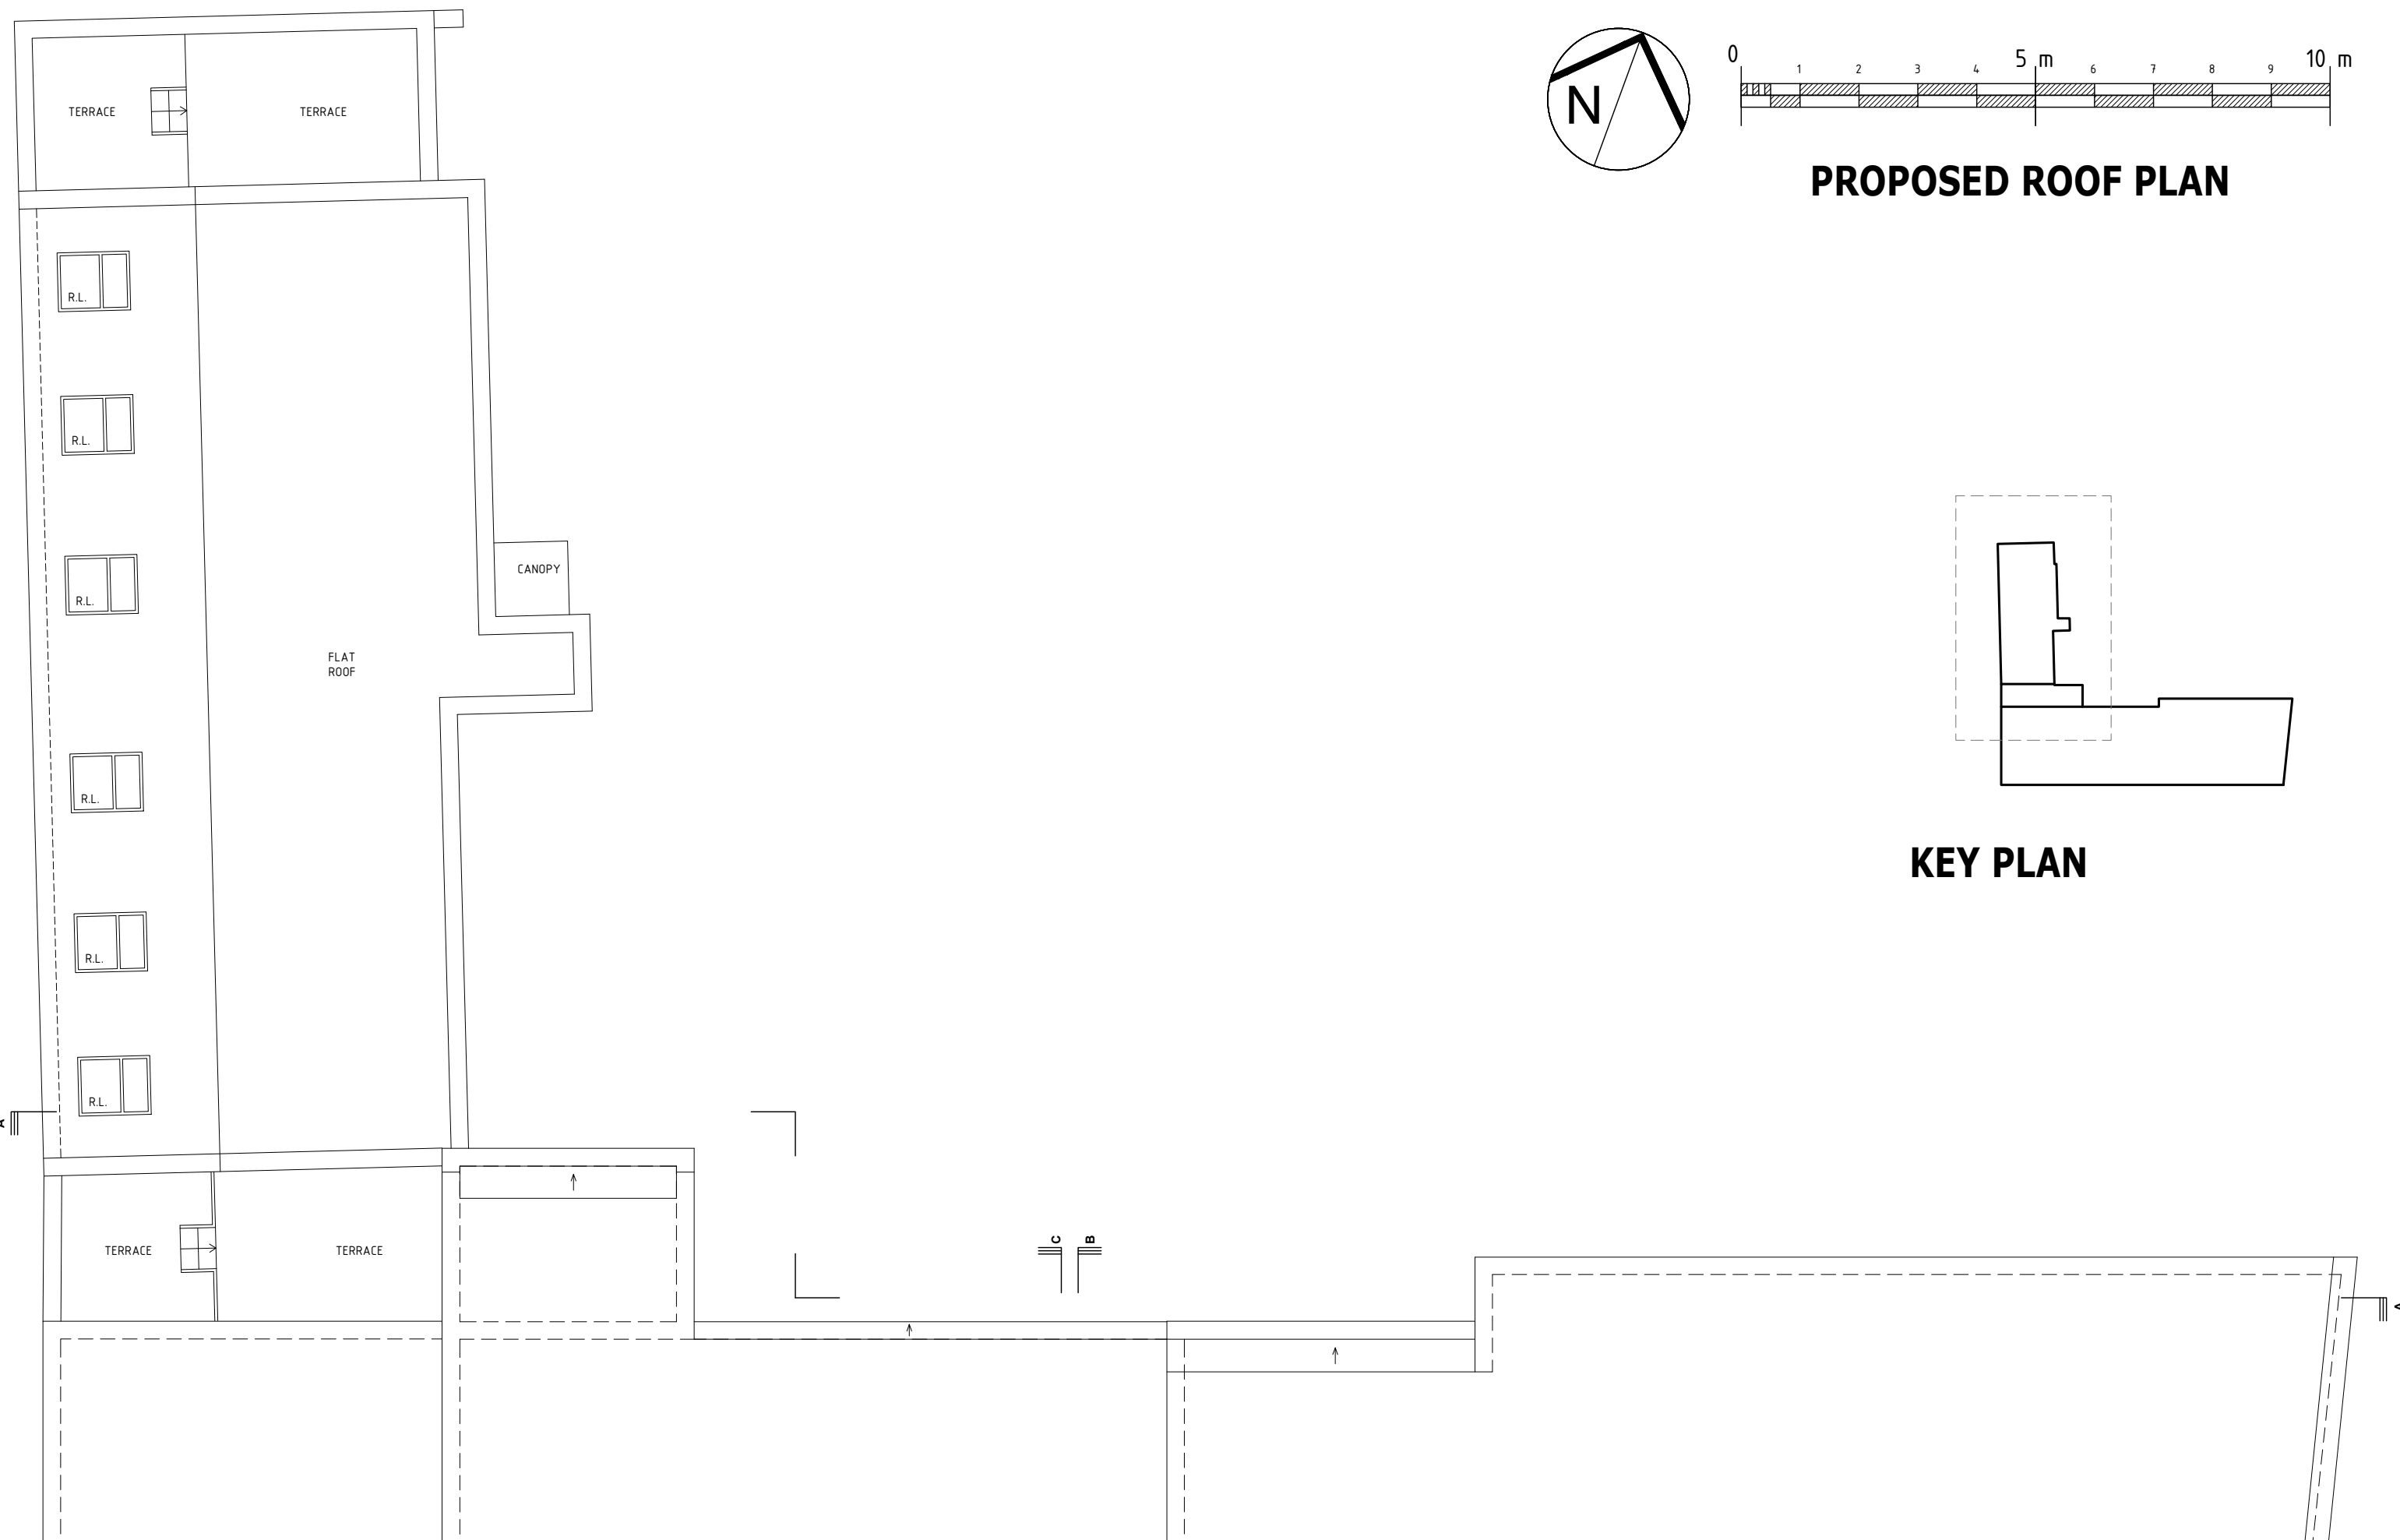 0
5 m
10 m
1
2
3
4
6
7
8
9
N
PROPOSED ROOF PLAN
TERRACE
TERRACE
R.L.
R.L.
CANOPY
R.L.
FLAT
ROOF
R.L.
KEY PLAN
R.L.
R.L.
A
C
B
TERRACE
TERRACE
A